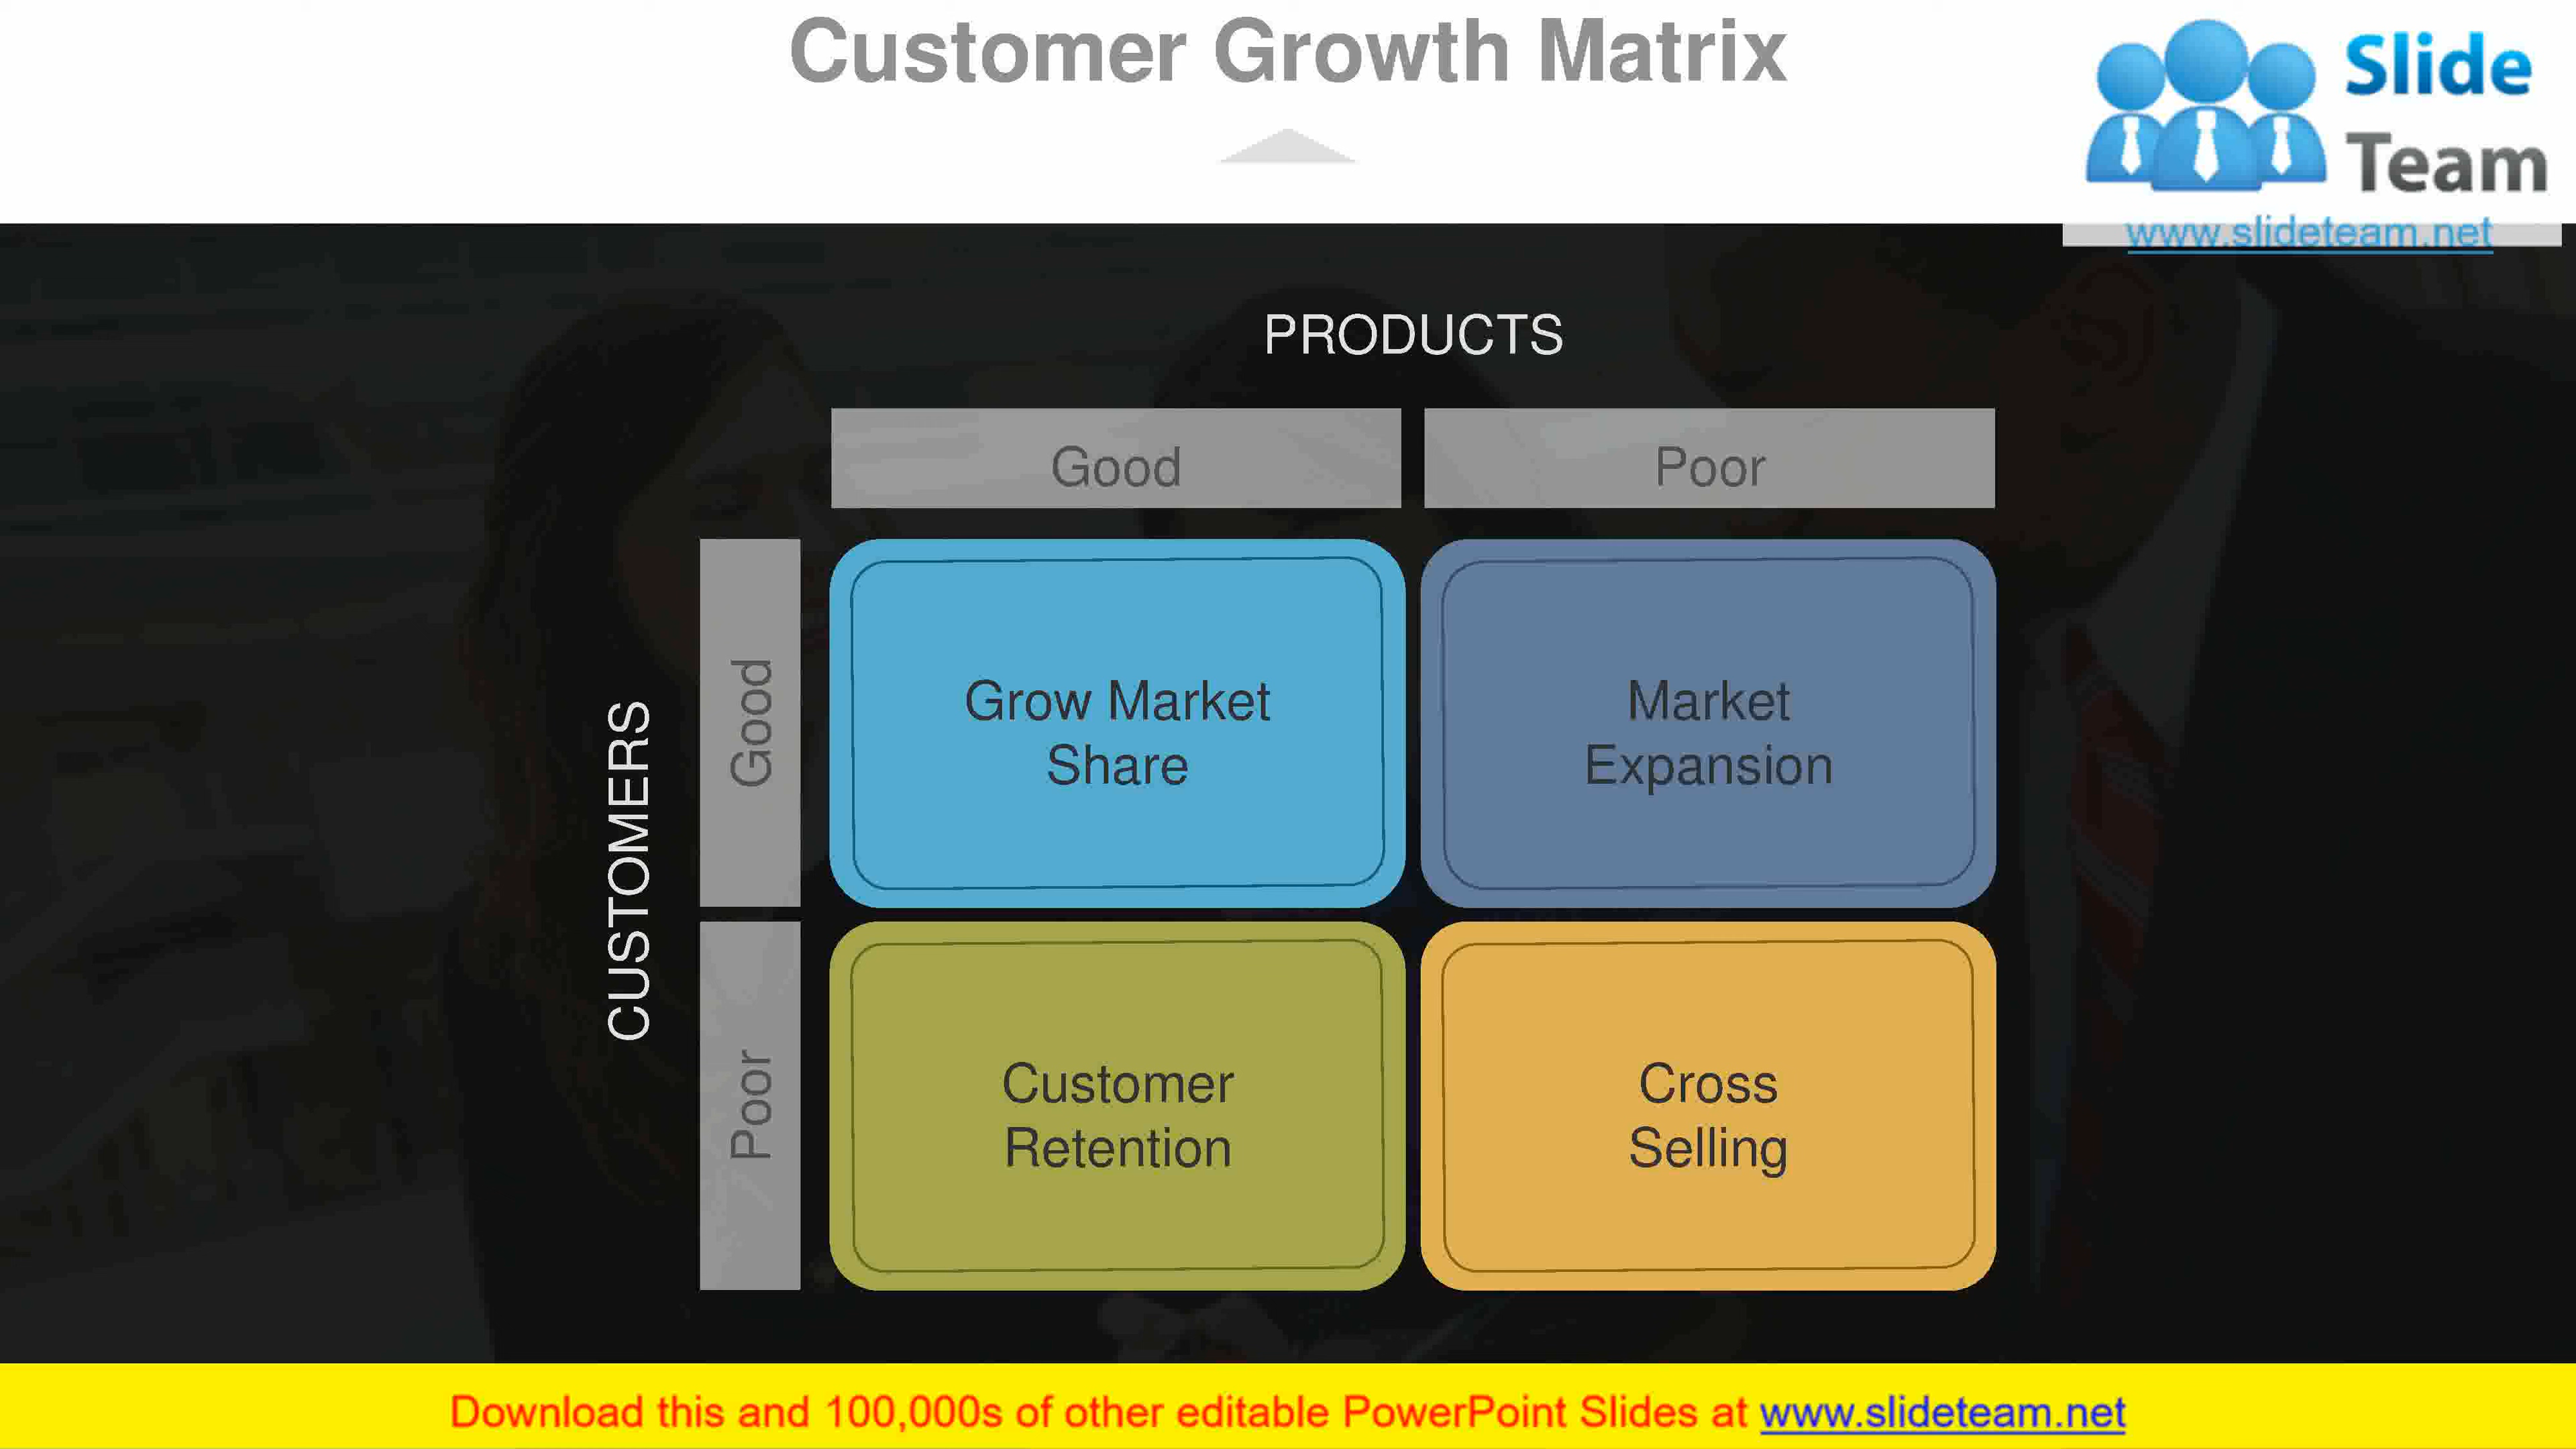 Customer Growth Matrix
Slide
Team
www.slideteam.net
PRODUCTS
Good
Poor
CUSTOMERS
Good
Grow Market
Share
Market
Expansion
Poor
Customer
Retention
Cross
Selling
Download this and 100,000s of other editable PowerPoint Slides at www.slideteam.net